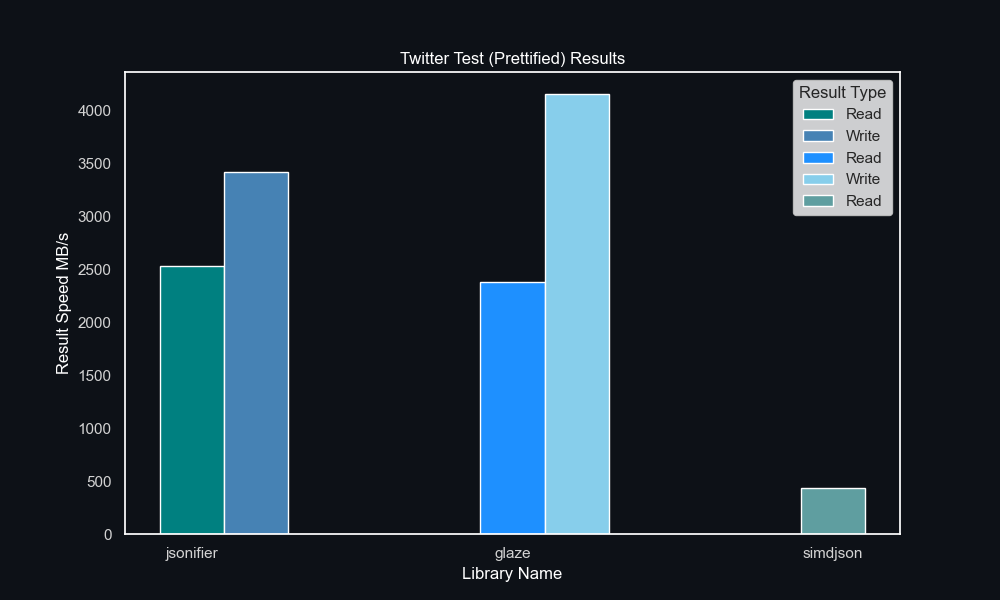 Twitter Test (Prettified) Results
Result Type
Read
Write
Read
Write
Read
Result Speed MB/s
4000
3500
3000
2500
2000
1500
1000
500
0
jsonifier
glaze
simdjson
Library Name